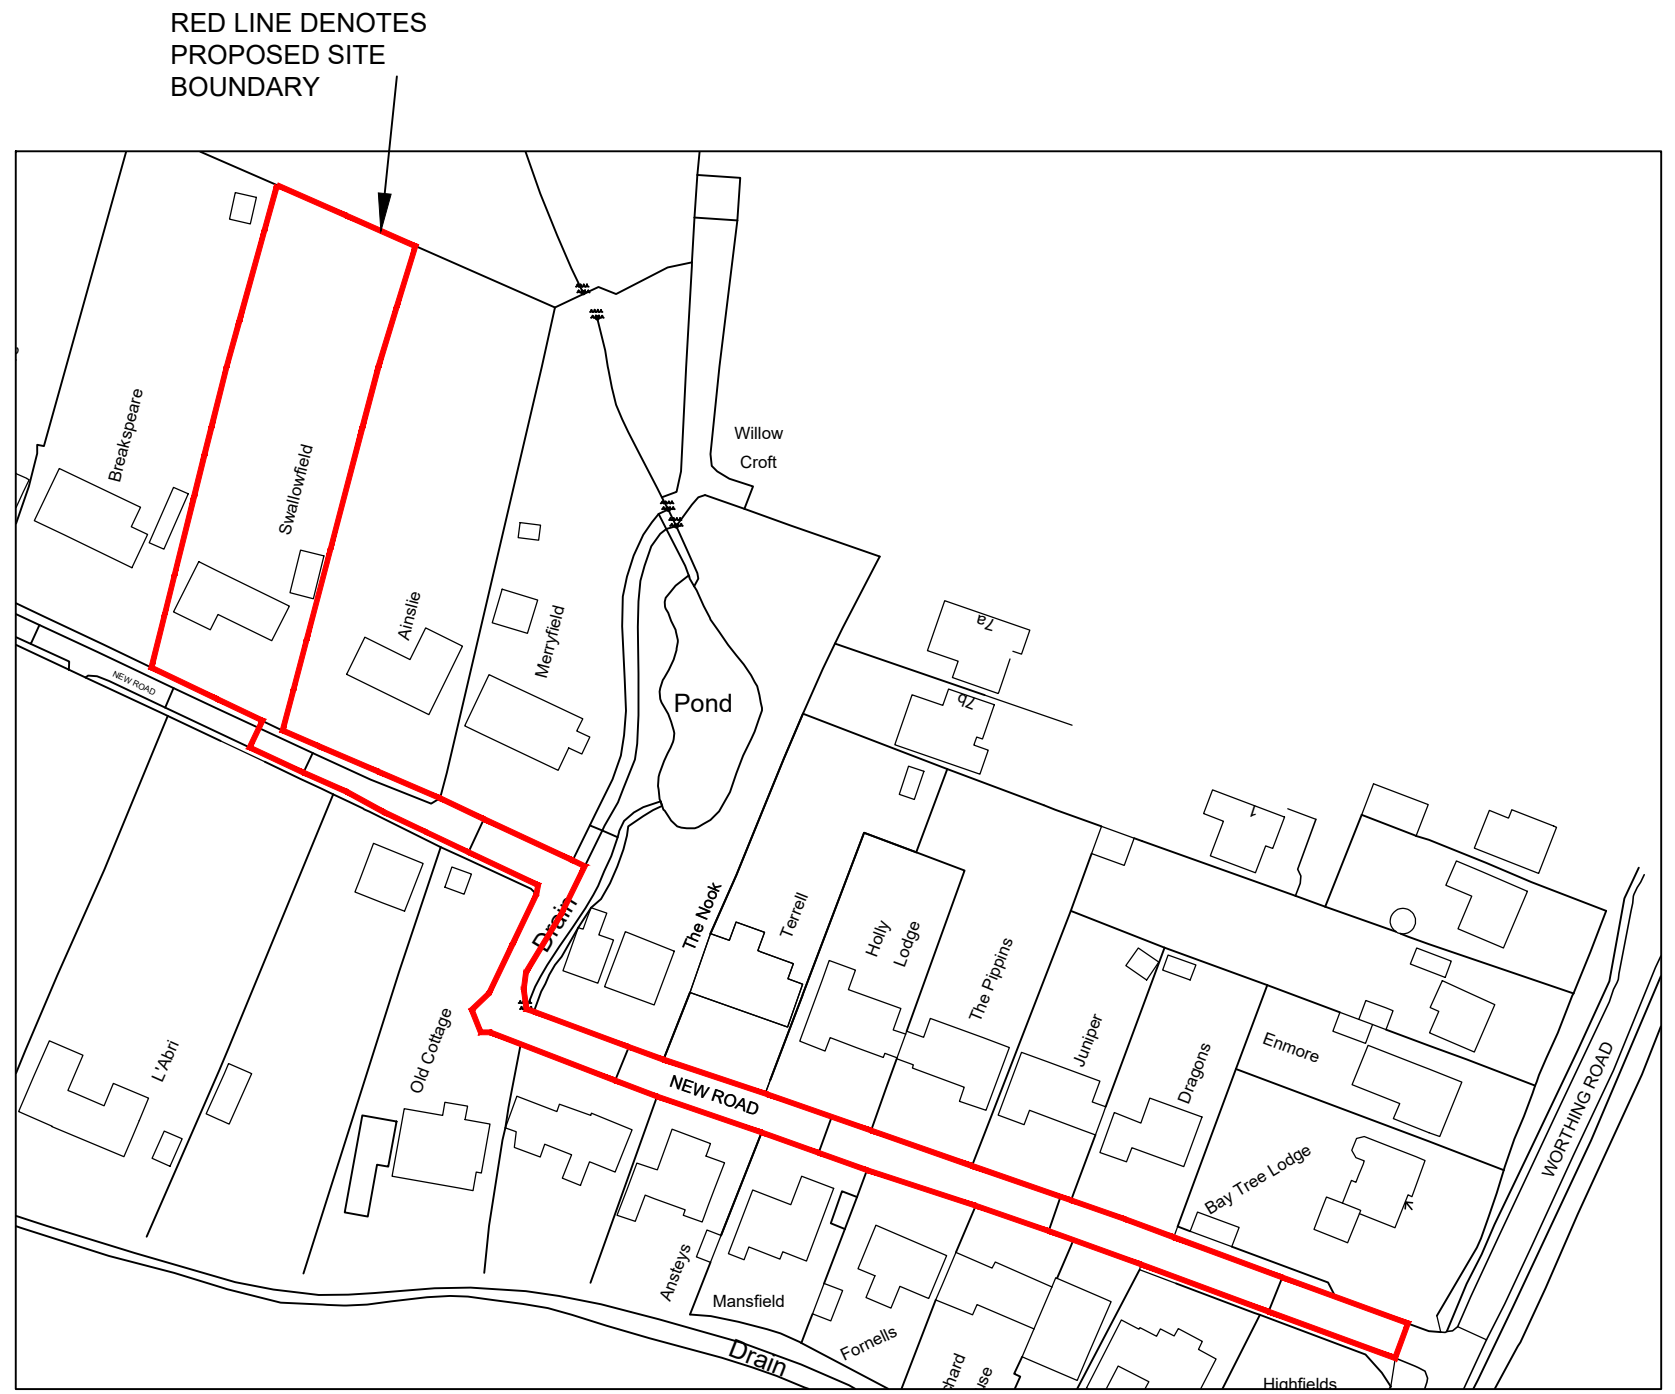 RED LINE DENOTES
PROPOSED SITE
BOUNDARY
Breakspeare
Swallowfield
Ainslie
Merryfield
Willow
Croft
Pond
NEW ROAD
7a
7b
1
Drain
The Nook
Terrell
Holly
Lodge
The Pippins
Juniper
Dragons
Enmore
Bay Tree Lodge
WORTHING ROAD
L'Abri
Old Cottage
NEW ROAD
Ansteys
Mansfield
Fornells
Drain
Highfields